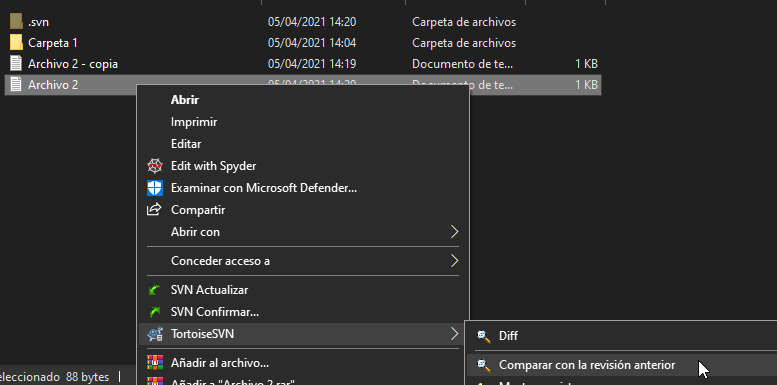 .svn 05/04/2021 14:20 Carpeta de archivos
Carpeta 1 05/04/2021 14:04 Carpeta de archivos
Archivo 2 - copia 05/04/2021 14:19 Documento de te... 1 KB
Archivo 2 05/04/2021 14:20 Documento de te... 1 KB
Abrir
Imprimir
Editar
Edit with Spyder
Examinar con Microsoft Defender...
Compartir
Abrir con
Conceder acceso a
SVN Actualizar
SVN Confirmar...
TortoiseSVN
Diff
Añadir al archivo...
Comparar con la revisión anterior
eleccionado 88 bytes
Añadir a "Archivo 2.rar"